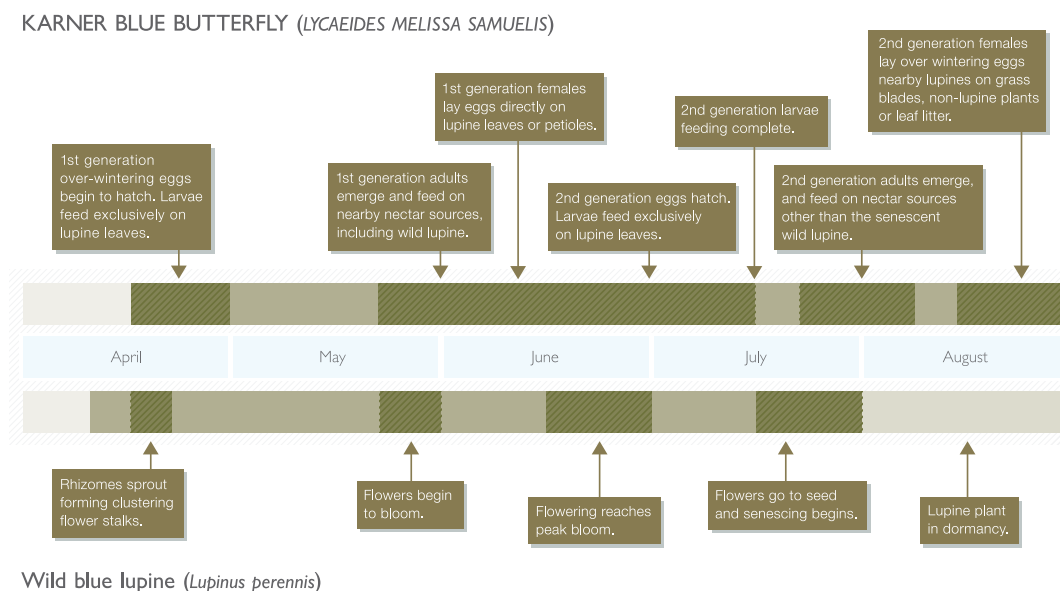 KARNER BLUE BUTTERFLY (LYCAEIDES MELISSA SAMUELIS)
1st generation
over-wintering eggs
begin to hatch. Larvae
feed exclusively on
lupine leaves.
1st generation adults
emerge and feed on
nearby nectar sources,
including wild lupine.
1st generation females
lay eggs directly on
lupine leaves or petioles.
2nd generation eggs hatch.
Larvae feed exclusively
on lupine leaves.
2nd generation larvae
feeding complete.
2nd generation adults emerge,
and feed on nectar sources
other than the senescent
wild lupine.
2nd generation females
lay over wintering eggs
nearby lupines on grass
blades, non-lupine plants
or leaf litter.
April
May
June
July
August
Rhizomes sprout
forming clustering
flower stalks.
Flowers begin
to bloom.
Flowering reaches
peak bloom.
Flowers go to seed
and senescing begins.
Lupine plant
in dormancy.
Wild blue lupine (Lupinus perennis)